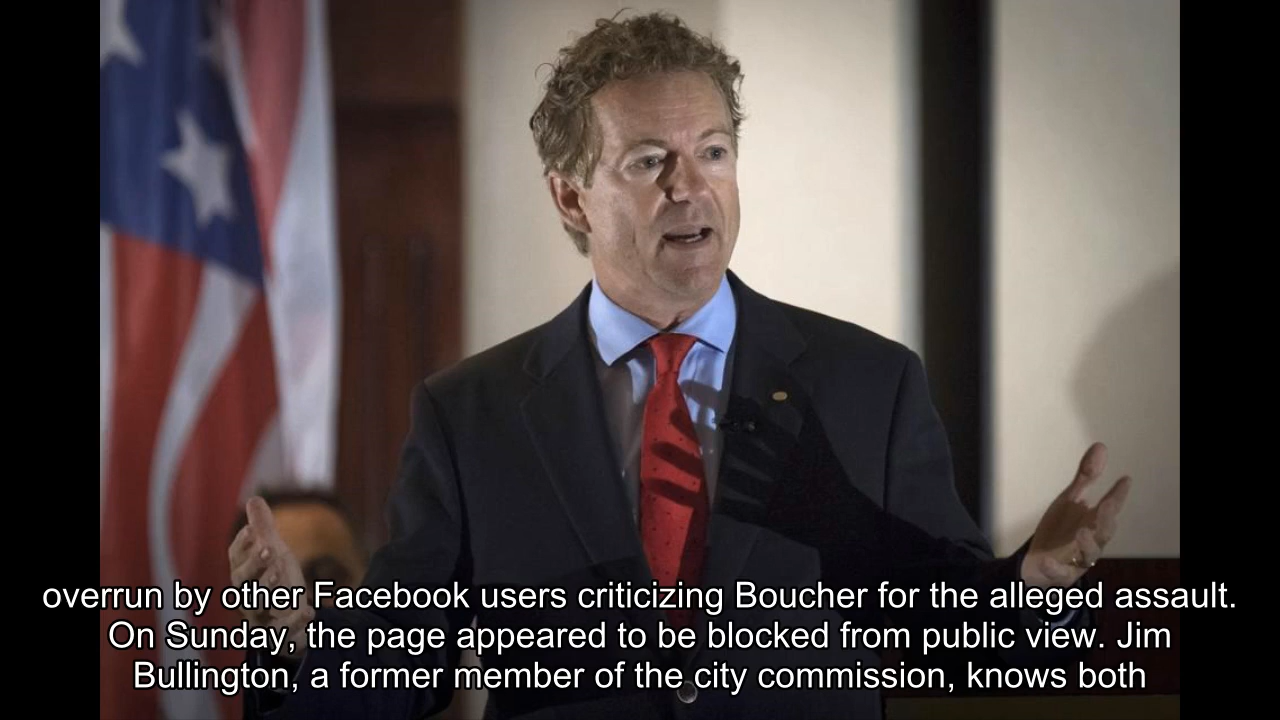 overrun by other Facebook users criticizing Boucher for the alleged assault.
On Sunday, the page appeared to be blocked from public view. Jim
Bullington, a former member of the city commission, knows both